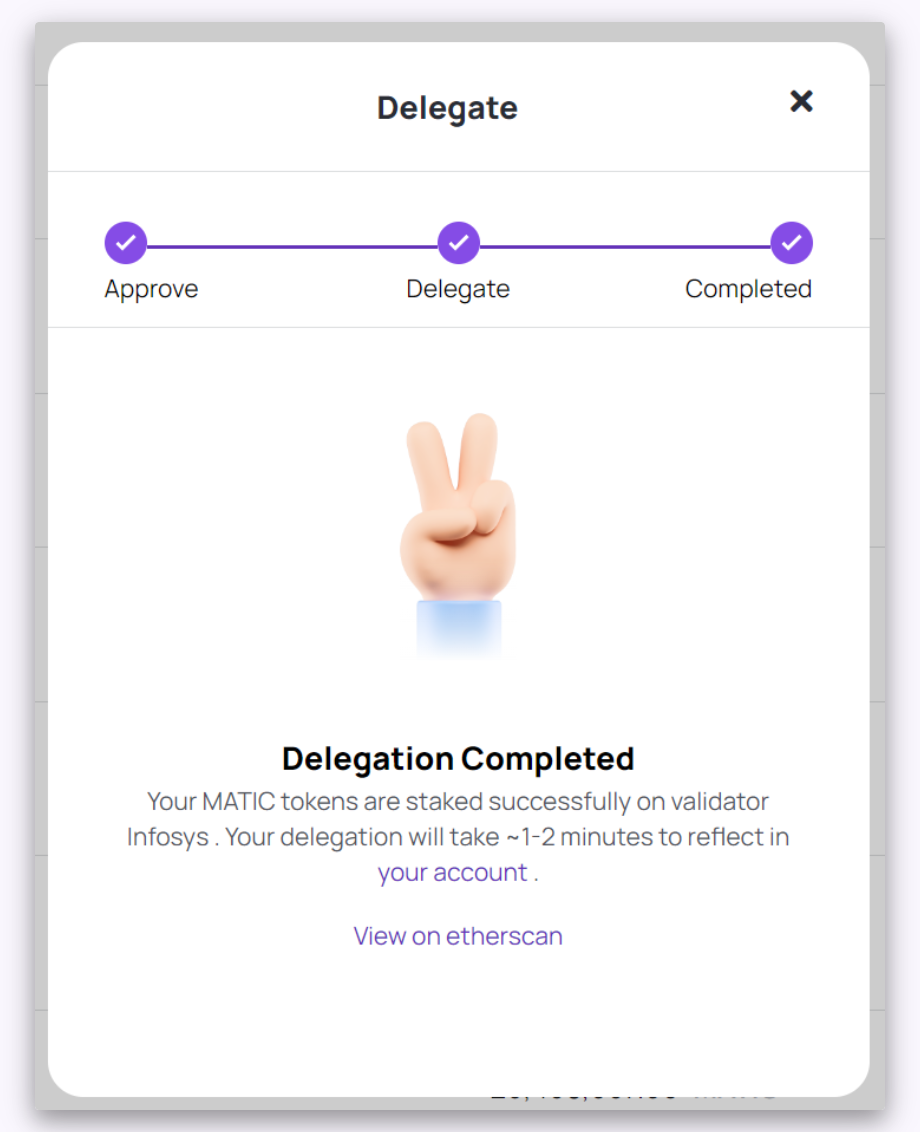 Delegate
Approve
Delegate
Completed
Delegation Completed
Your MATIC tokens are staked successfully on validator
Infosys . Your delegation will take ~1-2 minutes to reflect in
your account .
View on etherscan